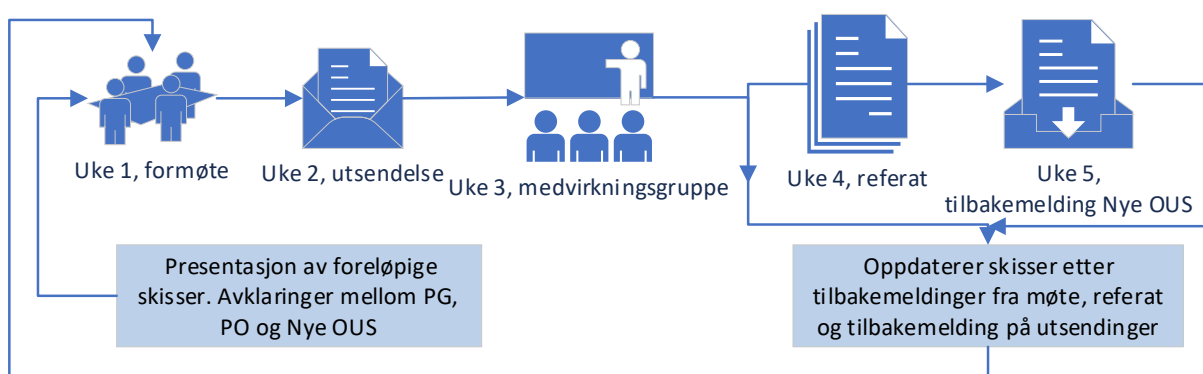 Uke 1, formøte
Uke 2, utsendelse
Uke 3, medvirkningsgruppe
Uke 4, referat
Uke 5,
tilbakemelding Nye OUS
Presentasjon av foreløpige
skisser. Avklaringer mellom PG,
PO og Nye OUS
Oppdaterer skisser etter
tilbakemeldinger fra møte, referat
og tilbakemelding på utsendinger